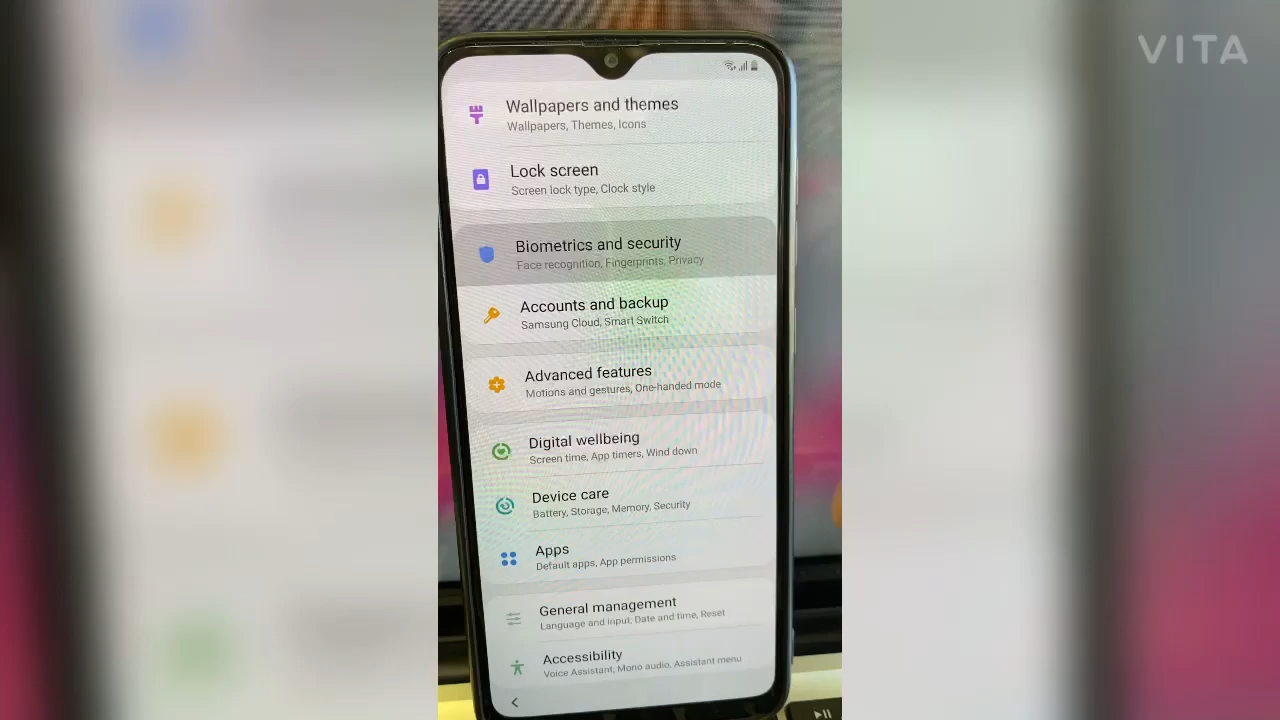 VITA
Wallpapers and themes
Wallpapers, Themes, Icons
Lock screen
Screen lock type, Clock style
Biometrics and security
Face recognition, Fingerprints, Privacy
Accounts and backup
Samsung Cloud, Smart Switch
Advanced features
Motions and gestures, One-handed mode
Digital wellbeing
Screen time, App timers, Wind down
Device care
Battery, Storage, Memory, Security
Apps
Default apps, App permissions
General management
Language and input, Date and time, Reset
Accessibility
Voice Assistant, Mono audio, Assistant menu